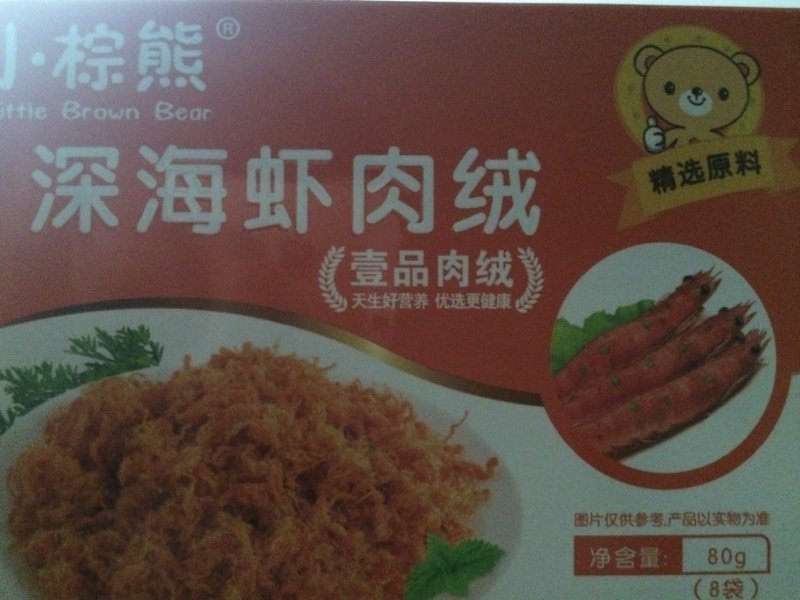 小·棕熊®
Little Brown Bear
精选原料
深海虾肉绒
壹品肉绒
天生好营养 优选更健康
图片仅供参考,产品以实物为准
净含量: 80g
(8袋)